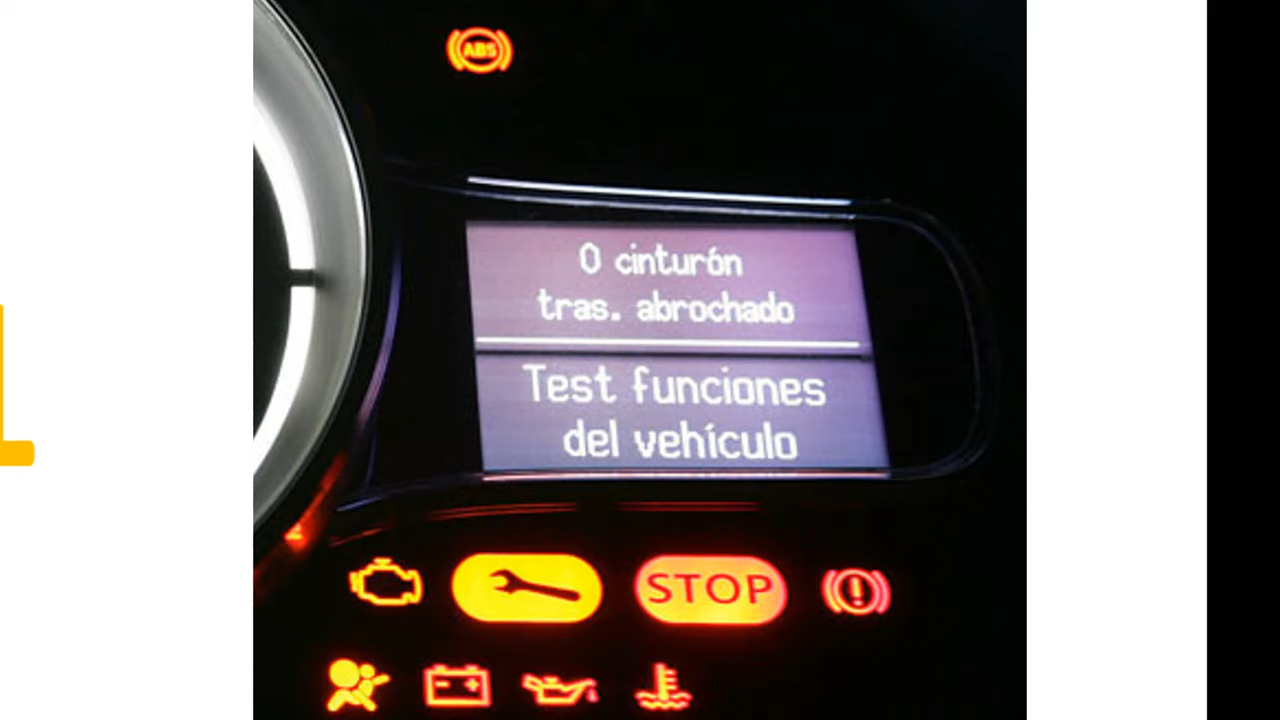 ABS
0 cinturón
tras. abrochado
Test funciones
del vehículo
STOP